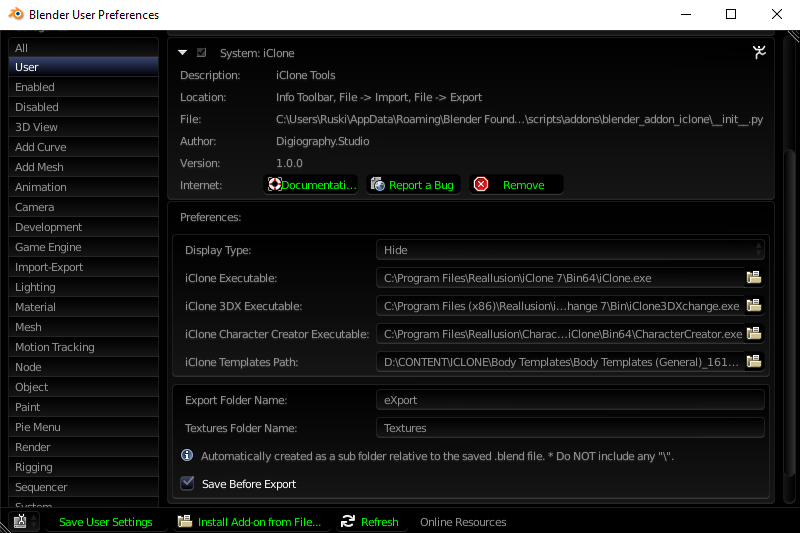 Blender User Preferences
All
User
Enabled
Disabled
3D View
Add Curve
Add Mesh
Animation
Camera
Development
Game Engine
Import-Export
Lighting
Material
Mesh
Motion Tracking
Node
Object
Paint
Pie Menu
Render
Rigging
Sequencer
System
System: iClone
Description: iClone Tools
Location: Info Toolbar, File -> Import, File -> Export
File: C:\Users\Ruski/AppData\Roaming\Blender Found...\scripts\addons\blender_addon_iclone\__init__.py
Author: Digiography.Studio
Version: 1.0.0
Internet: Documentati... Report a Bug Remove
Preferences:
Display Type: Hide
iClone Executable: C:\Program Files\Reallusion\iClone 7\Bin64\iClone.exe
iClone 3DX Executable: C:\Program Files (x86)\Reallusion\i...hange 7\Bin\iClone3DXchange.exe
iClone Character Creator Executable: C:\Program Files\Reallusion\Charac...iClone\Bin64\CharacterCreator.exe
iClone Templates Path: D:\CONTENT\ICLONE\Body Templates\Body Templates (General)_161...
Export Folder Name: eXport
Textures Folder Name: Textures
Automatically created as a sub folder relative to the saved .blend file. * Do NOT include any "\".
Save Before Export
Save User Settings Install Add-on from File... Refresh Online Resources